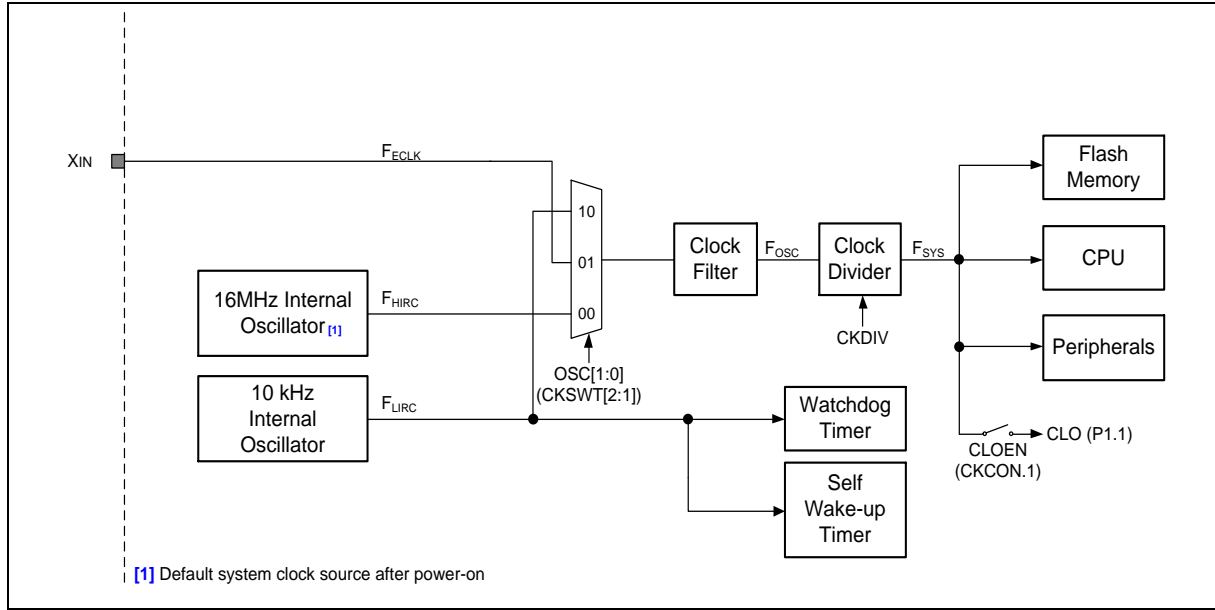 XIN
FECLK
10
01
00
16MHz Internal
Oscillator [1]
FHIRC
OSC[1:0]
(CKSWT[2:1])
10 kHz
Internal
Oscillator
FLIRC
Clock
Filter
FOSC
Clock
Divider
CKDIV
FSYS
Flash
Memory
CPU
Peripherals
CLO (P1.1)
CLOEN
(CKCON.1)
Watchdog
Timer
Self
Wake-up
Timer
[1] Default system clock source after power-on